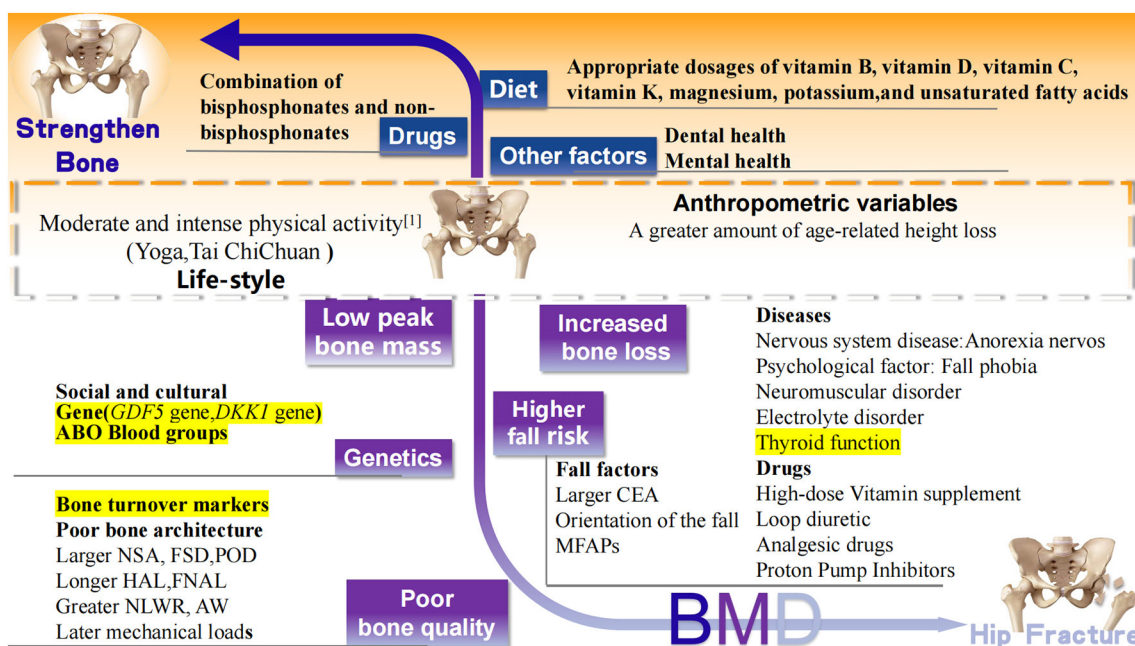 Strengthen
Bone
Combination of
bisphosphonates and non-
bisphosphonates
Drugs
Diet
Appropriate dosages of vitamin B, vitamin D, vitamin C,
vitamin K, magnesium, potassium,and unsaturated fatty acids
Other factors
Dental health
Mental health
Moderate and intense physical activity[1]
(Yoga,Tai ChiChuan )
Life-style
Anthropometric variables
A greater amount of age-related height loss
Low peak
bone mass
Social and cultural
Gene(GDF5 gene,DKK1 gene)
ABO Blood groups
Genetics
Bone turnover markers
Poor bone architecture
Larger NSA, FSD,POD
Longer HAL,FNAL
Greater NLWR, AW
Later mechanical loads
Poor
bone quality
Increased
bone loss
Higher
fall risk
Fall factors
Larger CEA
Orientation of the fall
MFAPs
Diseases
Nervous system disease:Anorexia nervos
Psychological factor: Fall phobia
Neuromuscular disorder
Electrolyte disorder
Thyroid function
Drugs
High-dose Vitamin supplement
Loop diuretic
Analgesic drugs
Proton Pump Inhibitors
BMD
Hip Fracture